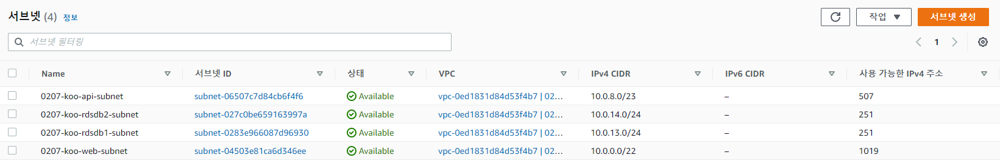 서브넷 (4) 정보
작업 ▼ 서브넷 생성
서브넷 필터링
1
Name 서브넷 ID 상태 VPC IPv4 CIDR IPv6 CIDR 사용 가능한 IPv4 주소
0207-koo-api-subnet subnet-06507c7d84cb6f4f6 Available vpc-0ed1831d84d53f4b7 | 02... 10.0.8.0/23 – 507
0207-koo-rdsdb2-subnet subnet-027c0be659163997a Available vpc-0ed1831d84d53f4b7 | 02... 10.0.14.0/24 – 251
0207-koo-rdsdb1-subnet subnet-0283e966087d96930 Available vpc-0ed1831d84d53f4b7 | 02... 10.0.13.0/24 – 251
0207-koo-web-subnet subnet-04503e81ca6d346ee Available vpc-0ed1831d84d53f4b7 | 02... 10.0.0.0/22 – 1019